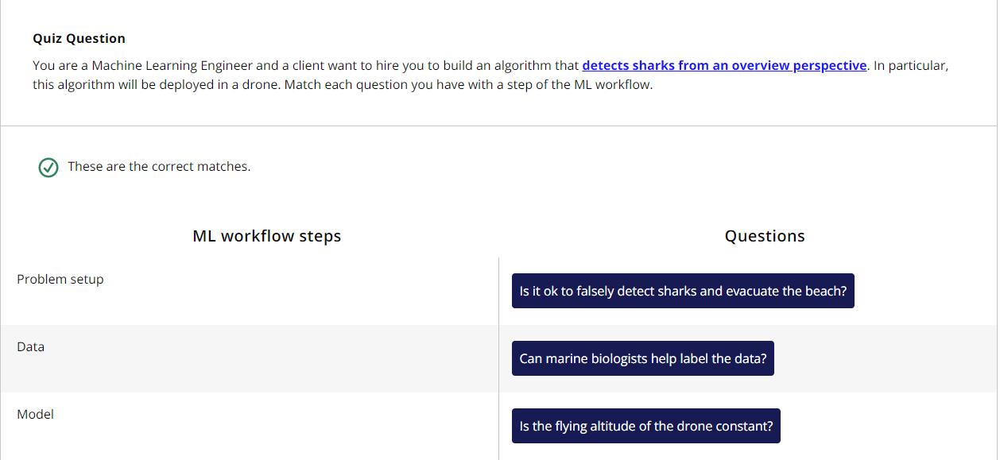 Quiz Question
You are a Machine Learning Engineer and a client want to hire you to build an algorithm that detects sharks from an overview perspective. In particular,
this algorithm will be deployed in a drone. Match each question you have with a step of the ML workflow.
These are the correct matches.
ML workflow steps
Questions
Problem setup
Is it ok to falsely detect sharks and evacuate the beach?
Data
Can marine biologists help label the data?
Model
Is the flying altitude of the drone constant?